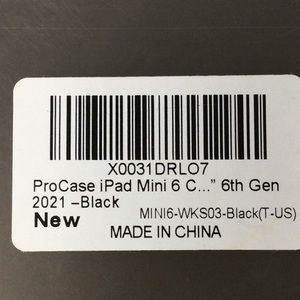 X0031DRLO7
ProCase iPad Mini 6 C...” 6th Gen
2021 –Black
New
MINI6-WKS03-Black(T-US)
MADE IN CHINA